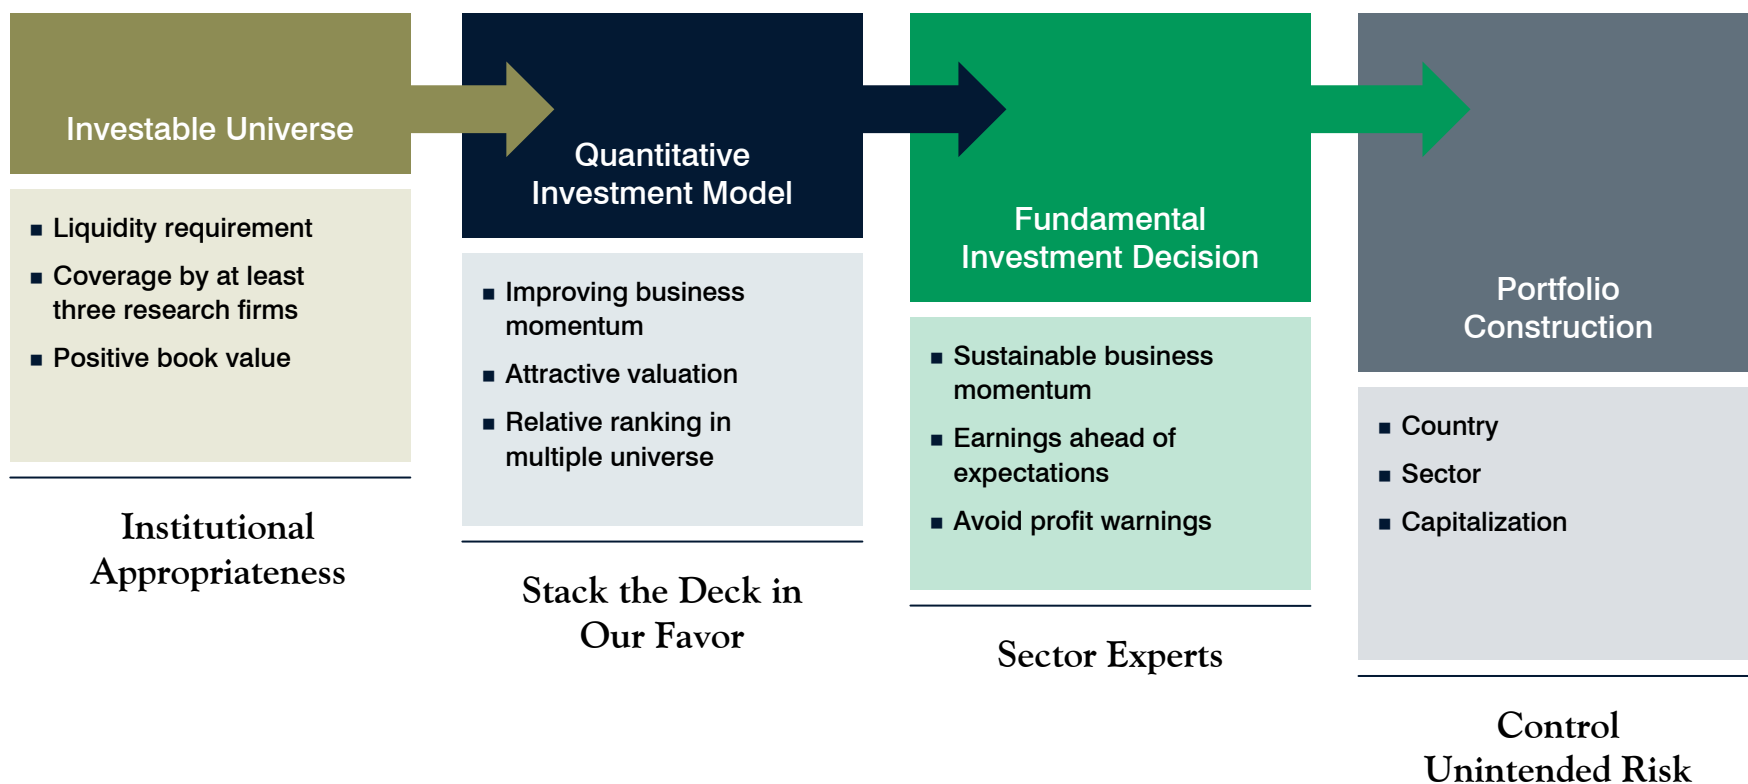 Investable Universe
■ Liquidity requirement
■ Coverage by at least
three research firms
■ Positive book value
Institutional
Appropriateness
Quantitative
Investment Model
■ Improving business
momentum
■ Attractive valuation
■ Relative ranking in
multiple universe
Stack the Deck in
Our Favor
Fundamental
Investment Decision
■ Sustainable business
momentum
■ Earnings ahead of
expectations
■ Avoid profit warnings
Sector Experts
Portfolio
Construction
■ Country
■ Sector
■ Capitalization
Control
Unintended Risk